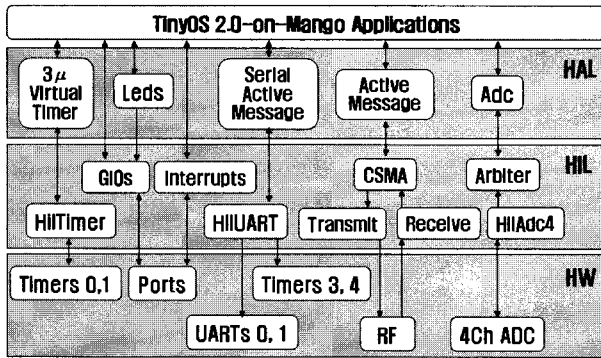 TinyOS 2.0-on-Mango Applications
HAL
3μ
Virtual
Timer
Leds
Serial
Active
Message
Active
Message
Adc
HIL
GIOs
Interrupts
CSMA
Arbiter
HilTimer
HilUART
Transmit
Receive
HilAdc4
HW
Timers 0,1
Ports
Timers 3, 4
UARTs 0, 1
RF
4Ch ADC